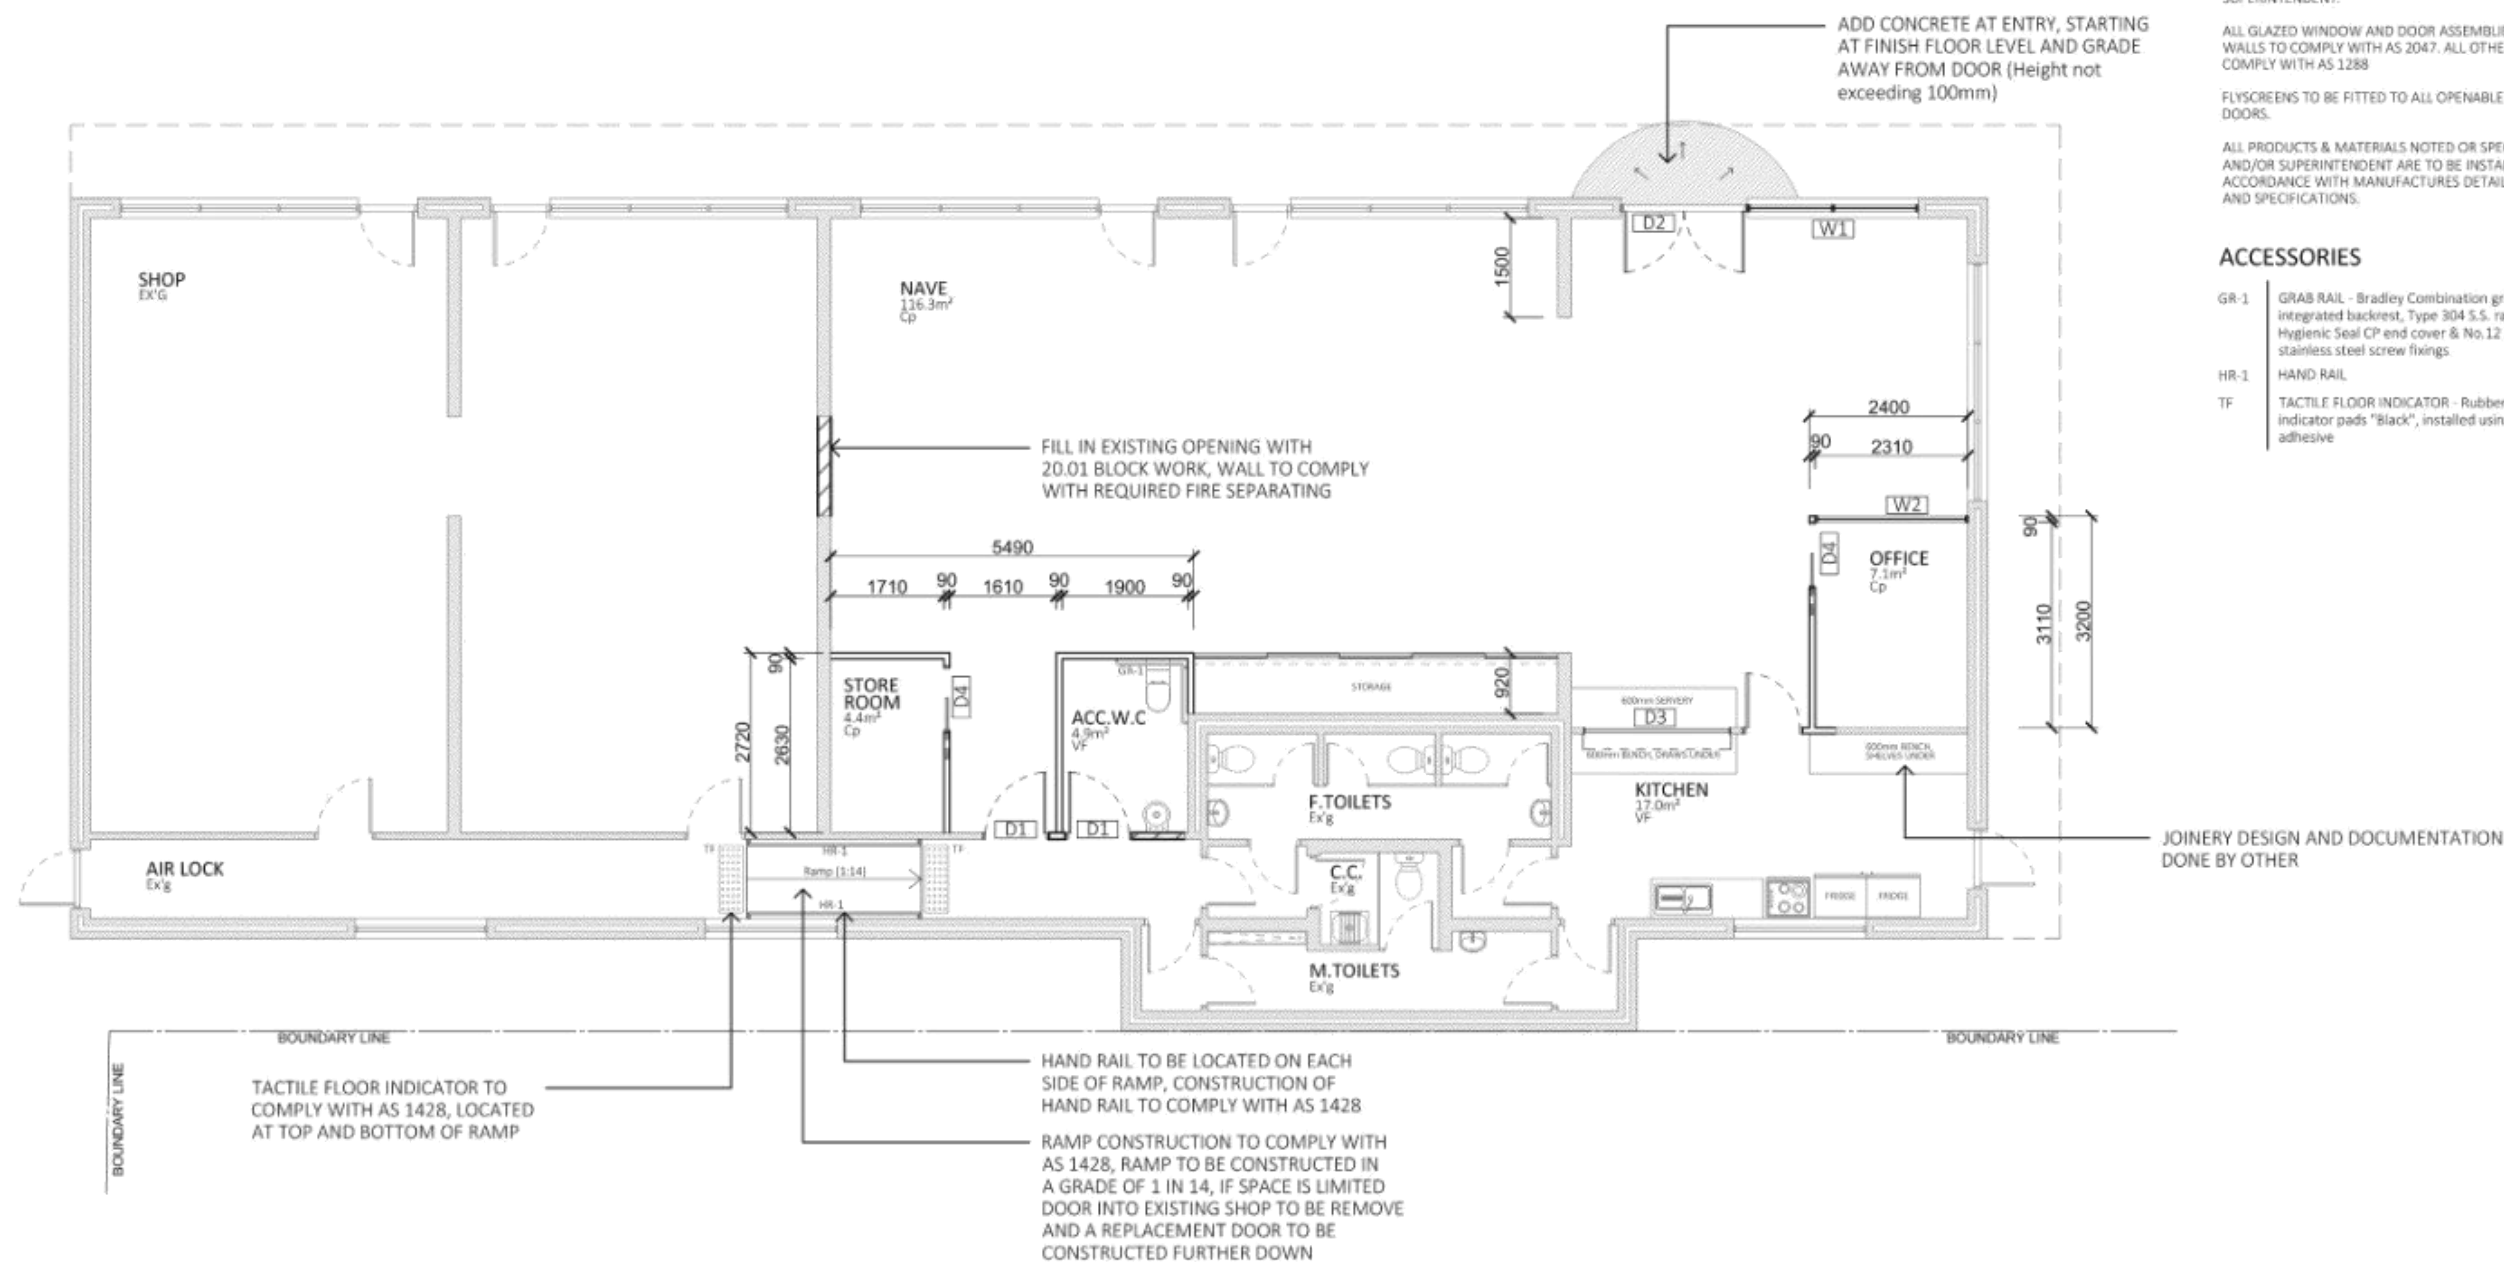 ADD CONCRETE AT ENTRY, STARTING
AT FINISH FLOOR LEVEL AND GRADE
AWAY FROM DOOR (Height not
exceeding 100mm)
ALL GLAZED WINDOW AND DOOR
WALLS TO COMPLY WITH AS 2047. ALL
COMPLY WITH AS 1288
FLYSCREENS TO BE FITTED TO ALL OPENABLE
DOORS.
ALL PRODUCTS & MATERIALS NOTED OR
AND/OR SUPERINTENDENT ARE TO BE
ACCORDANCE WITH MANUFACTURES
AND SPECIFICATIONS.
ACCESSORIES
GR-1 GRAB RAIL - Bradley Combination
integrated backrest, Type 304 S.S.
Hygienic Seal CP end cover & No.12
stainless steel screw fixings
HR-1 HAND RAIL
TF TACTILE FLOOR INDICATOR - Rubber
indicator pads "Black", installed
adhesive
D2
W1
1500
SHOP
EX'G
NAVE
116.3m²
Cp
2400
90
2310
FILL IN EXISTING OPENING WITH
20.01 BLOCK WORK, WALL TO COMPLY
WITH REQUIRED FIRE SEPARATING
W2
90
D4
OFFICE
7.1m²
Cp
3110
3200
5490
1710
90
1610
90
1900
90
90
2720
2630
STORE
ROOM
4.4m²
Cp
D4
GR-1
ACC.W.C
4.9m²
VF
STORAGE
920
600mm SERVERY
D3
600mm BENCH, DRAWS UNDER
600mm BENCH,
SHELVES UNDER
KITCHEN
17.0m²
VF
F.TOILETS
Ex'g
D1
D1
JOINERY DESIGN AND DOCUMENTATION
DONE BY OTHER
AIR LOCK
Ex'g
TF
HR-1
TF
Ramp (1:14)
HR-1
C.C.
Ex'g
FRIDGE
FRIDGE
M.TOILETS
Ex'g
BOUNDARY LINE
BOUNDARY LINE
BOUNDARY LINE
TACTILE FLOOR INDICATOR TO
COMPLY WITH AS 1428, LOCATED
AT TOP AND BOTTOM OF RAMP
HAND RAIL TO BE LOCATED ON EACH
SIDE OF RAMP, CONSTRUCTION OF
HAND RAIL TO COMPLY WITH AS 1428
RAMP CONSTRUCTION TO COMPLY WITH
AS 1428, RAMP TO BE CONSTRUCTED IN
A GRADE OF 1 IN 14, IF SPACE IS LIMITED
DOOR INTO EXISTING SHOP TO BE REMOVE
AND A REPLACEMENT DOOR TO BE
CONSTRUCTED FURTHER DOWN